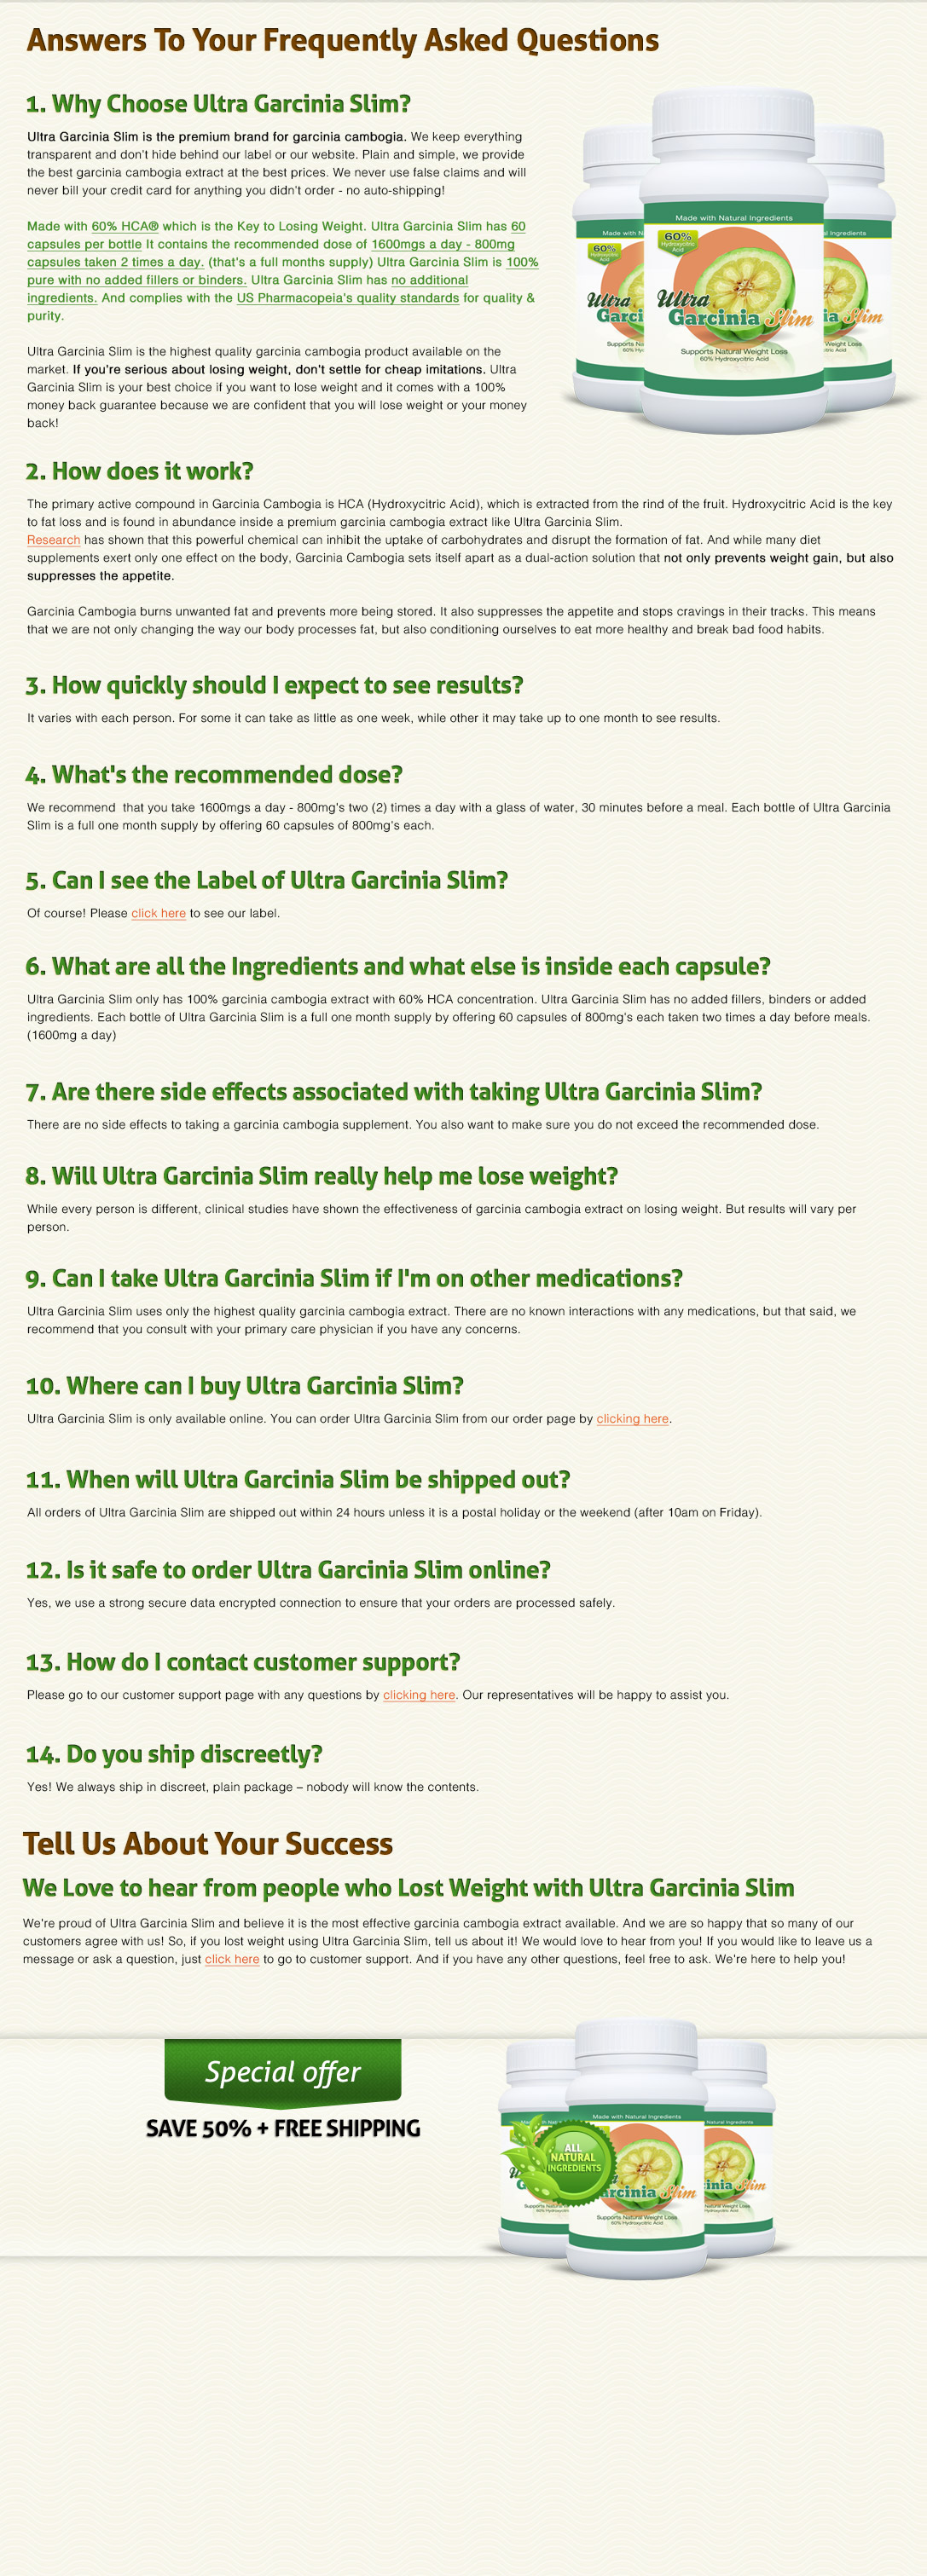 Answers To Your Frequently Asked Questions
1. Why Choose Ultra Garcinia Slim?
Ultra Garcinia Slim is the premium brand for garcinia cambogia. We keep everything
transparent and don't hide behind our label or our website. Plain and simple, we provide
the best garcinia cambogia extract at the best prices. We never use false claims and will
never bill your credit card for anything you didn't order - no auto-shipping!
Made with 60% HCA® which is the Key to Losing Weight. Ultra Garcinia Slim has 60
capsules per bottle It contains the recommended dose of 1600mgs a day - 800mg
capsules taken 2 times a day. (that's a full months supply) Ultra Garcinia Slim is 100%
pure with no added fillers or binders. Ultra Garcinia Slim has no additional
ingredients. And complies with the US Pharmacopeia's quality standards for quality &
purity.
Ultra Garcinia Slim is the highest quality garcinia cambogia product available on the
market. If you're serious about losing weight, don't settle for cheap imitations. Ultra
Garcinia Slim is your best choice if you want to lose weight and it comes with a 100%
money back guarantee because we are confident that you will lose weight or your money
back!
Made with Natural Ingredients
60%
Hydroxycitric
Acid
Ultra
Garcinia Slim
Supports Natural Weight Loss
60% Hydroxycitric Acid
2. How does it work?
The primary active compound in Garcinia Cambogia is HCA (Hydroxycitric Acid), which is extracted from the rind of the fruit. Hydroxycitric Acid is the key
to fat loss and is found in abundance inside a premium garcinia cambogia extract like Ultra Garcinia Slim.
Research has shown that this powerful chemical can inhibit the uptake of carbohydrates and disrupt the formation of fat. And while many diet
supplements exert only one effect on the body, Garcinia Cambogia sets itself apart as a dual-action solution that not only prevents weight gain, but also
suppresses the appetite.
Garcinia Cambogia burns unwanted fat and prevents more being stored. It also suppresses the appetite and stops cravings in their tracks. This means
that we are not only changing the way our body processes fat, but also conditioning ourselves to eat more healthy and break bad food habits.
3. How quickly should I expect to see results?
It varies with each person. For some it can take as little as one week, while other it may take up to one month to see results.
4. What's the recommended dose?
We recommend  that you take 1600mgs a day - 800mg's two (2) times a day with a glass of water, 30 minutes before a meal. Each bottle of Ultra Garcinia
Slim is a full one month supply by offering 60 capsules of 800mg's each.
5. Can I see the Label of Ultra Garcinia Slim?
Of course! Please click here to see our label.
6. What are all the Ingredients and what else is inside each capsule?
Ultra Garcinia Slim only has 100% garcinia cambogia extract with 60% HCA concentration. Ultra Garcinia Slim has no added fillers, binders or added
ingredients. Each bottle of Ultra Garcinia Slim is a full one month supply by offering 60 capsules of 800mg's each taken two times a day before meals.
(1600mg a day)
7. Are there side effects associated with taking Ultra Garcinia Slim?
There are no side effects to taking a garcinia cambogia supplement. You also want to make sure you do not exceed the recommended dose.
8. Will Ultra Garcinia Slim really help me lose weight?
While every person is different, clinical studies have shown the effectiveness of garcinia cambogia extract on losing weight. But results will vary per
person.
9. Can I take Ultra Garcinia Slim if I'm on other medications?
Ultra Garcinia Slim uses only the highest quality garcinia cambogia extract. There are no known interactions with any medications, but that said, we
recommend that you consult with your primary care physician if you have any concerns.
10. Where can I buy Ultra Garcinia Slim?
Ultra Garcinia Slim is only available online. You can order Ultra Garcinia Slim from our order page by clicking here.
11. When will Ultra Garcinia Slim be shipped out?
All orders of Ultra Garcinia Slim are shipped out within 24 hours unless it is a postal holiday or the weekend (after 10am on Friday).
12. Is it safe to order Ultra Garcinia Slim online?
Yes, we use a strong secure data encrypted connection to ensure that your orders are processed safely.
13. How do I contact customer support?
Please go to our customer support page with any questions by clicking here. Our representatives will be happy to assist you.
14. Do you ship discreetly?
Yes! We always ship in discreet, plain package – nobody will know the contents.
Tell Us About Your Success
We Love to hear from people who Lost Weight with Ultra Garcinia Slim
We're proud of Ultra Garcinia Slim and believe it is the most effective garcinia cambogia extract available. And we are so happy that so many of our
customers agree with us! So, if you lost weight using Ultra Garcinia Slim, tell us about it! We would love to hear from you! If you would like to leave us a
message or ask a question, just click here to go to customer support. And if you have any other questions, feel free to ask. We're here to help you!
Special offer
SAVE 50% + FREE SHIPPING
Made with Natural Ingredients
ALL
NATURAL
INGREDIENTS
arcinia Slim
Supports Natural Weight Loss
60% Hydroxycitric Acid